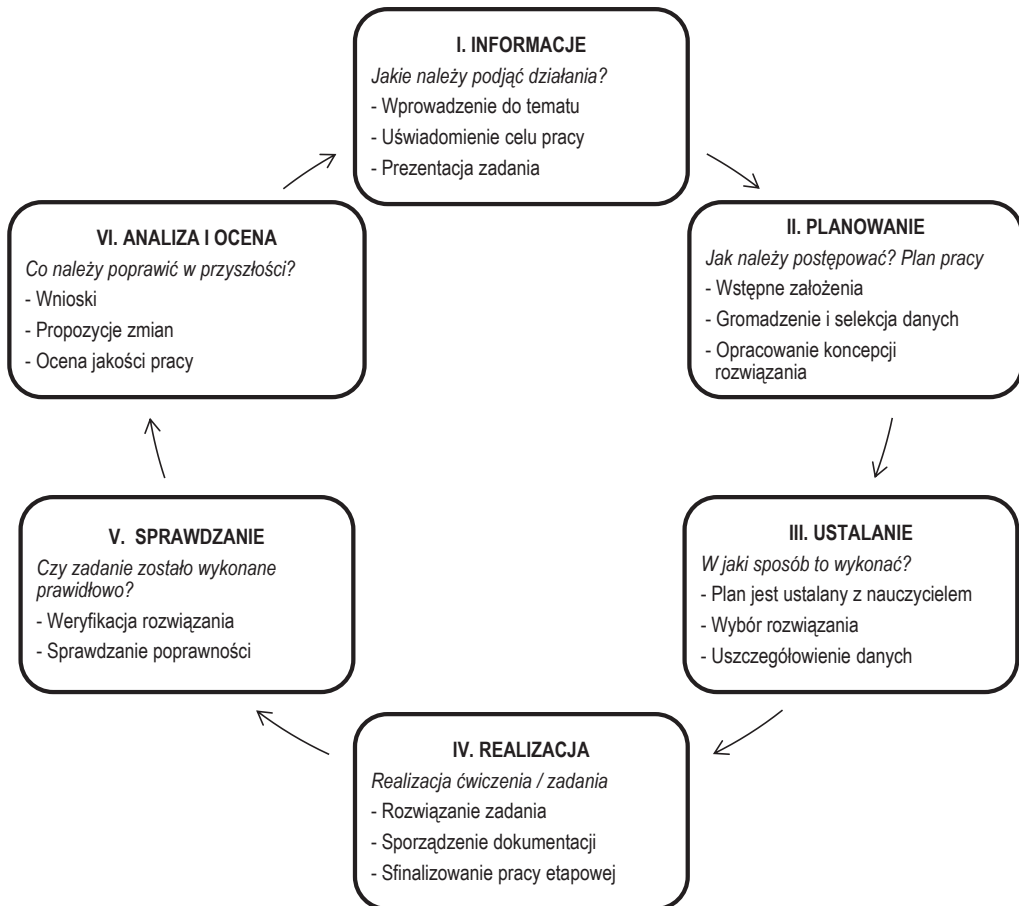 I. INFORMACJE
Jakie należy podjąć działania?
- Wprowadzenie do tematu
- Uświadomienie celu pracy
- Prezentacja zadania
II. PLANOWANIE
Jak należy postępować? Plan pracy
- Wstępne założenia
- Gromadzenie i selekcja danych
- Opracowanie koncepcji
rozwiązania
III. USTALANIE
W jaki sposób to wykonać?
- Plan jest ustalany z nauczycielem
- Wybór rozwiązania
- Uszczegółowienie danych
IV. REALIZACJA
Realizacja ćwiczenia / zadania
- Rozwiązanie zadania
- Sporządzenie dokumentacji
- Sfinalizowanie pracy etapowej
V. SPRAWDZANIE
Czy zadanie zostało wykonane
prawidłowo?
- Weryfikacja rozwiązania
- Sprawdzanie poprawności
VI. ANALIZA I OCENA
Co należy poprawić w przyszłości?
- Wnioski
- Propozycje zmian
- Ocena jakości pracy